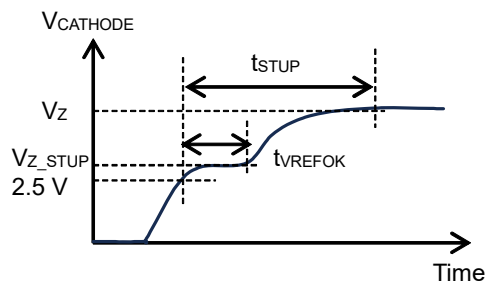 VCATHODE
tSTUP
VZ
VZ_STUP
tVREFOK
2.5 V
Time